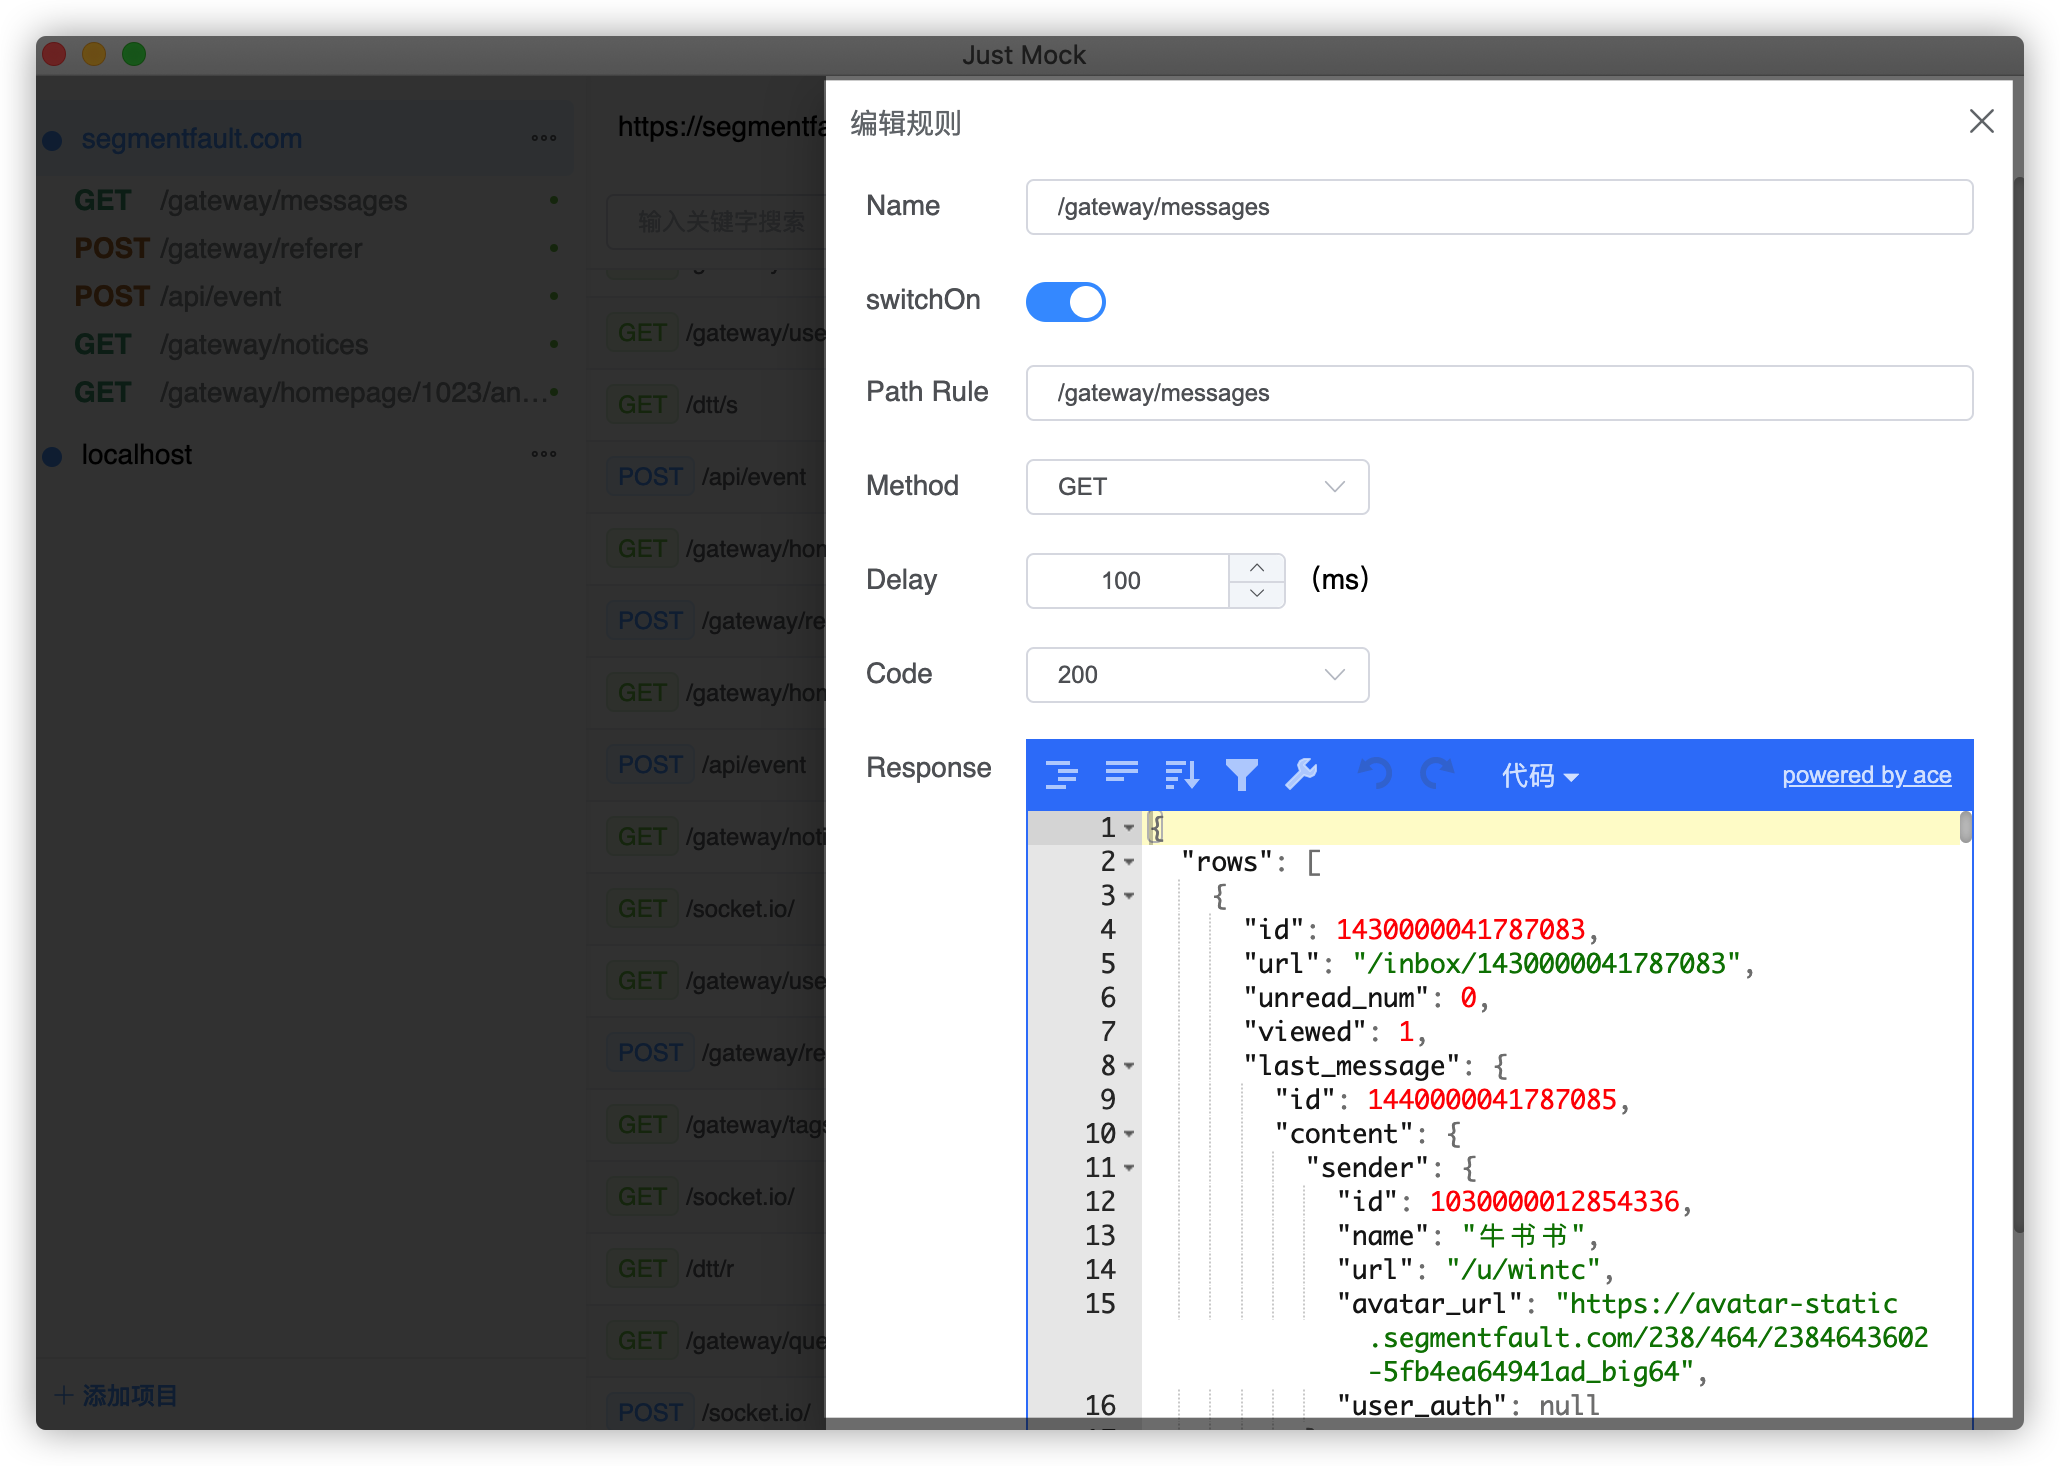 Just Mock
segmentfault.com
GET /gateway/messages
POST /gateway/referer
POST /api/event
GET /gateway/notices
GET /gateway/homepage/1023/an...
localhost
+ 添加项目
https://segmentfa
输入关键字搜索
GET /gateway/use
GET /dtt/s
POST /api/event
GET /gateway/hom
POST /gateway/re
GET /gateway/hom
POST /api/event
GET /gateway/noti
GET /socket.io/
GET /gateway/use
POST /gateway/re
GET /gateway/tags
GET /socket.io/
GET /dtt/r
GET /gateway/que
POST /socket.io/
编辑规则
Name /gateway/messages
switchOn
Path Rule /gateway/messages
Method GET
Delay 100 (ms)
Code 200
Response
代码 powered by ace
1 {
2 "rows": [
3 {
4 "id": 1430000041787083,
5 "url": "/inbox/1430000041787083",
6 "unread_num": 0,
7 "viewed": 1,
8 "last_message": {
9 "id": 1440000041787085,
10 "content": {
11 "sender": {
12 "id": 1030000012854336,
13 "name": "牛书书",
14 "url": "/u/wintc",
15 "avatar_url": "https://avatar-static
.segmentfault.com/238/464/2384643602
-5fb4ea64941ad_big64",
16 "user_auth": null